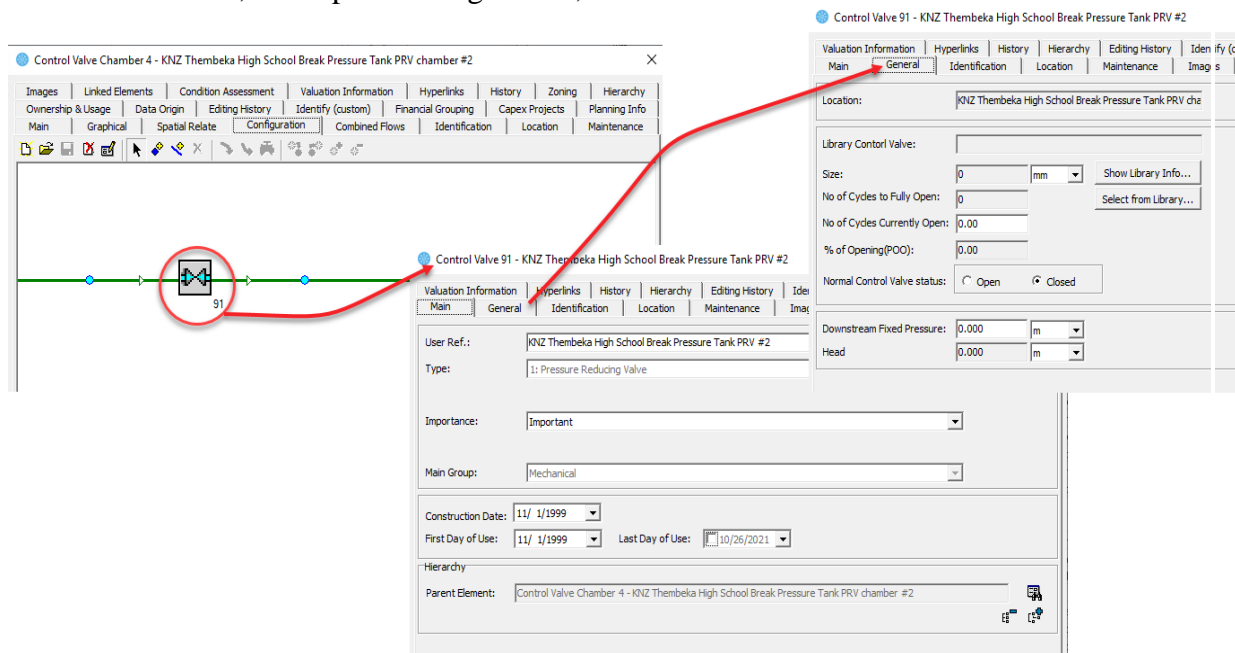 Control Valve Chamber 4 - KNZ Thembeka High School Break Pressure Tank PRV chamber #2
Images Linked Elements Condition Assessment Valuation Information Hyperlinks History Zoning Hierarchy
Ownership & Usage Data Origin Editing History Identify (custom) Financial Grouping Capex Projects Planning Info
Main Graphical Spatial Relate Configuration Combined Flows Identification Location Maintenance
91
Control Valve 91 - KNZ Thembeka High School Break Pressure Tank PRV #2
Valuation Information Hyperlinks History Hierarchy Editing History Iden
Main General Identification Location Maintenance Imag
User Ref.: KNZ Thembeka High School Break Pressure Tank PRV #2
Type: 1: Pressure Reducing Valve
Importance: Important
Main Group: Mechanical
Construction Date: 11/ 1/1999
First Day of Use: 11/ 1/1999 Last Day of Use: 10/26/2021
Hierarchy
Parent Element: Control Valve Chamber 4 - KNZ Thembeka High School Break Pressure Tank PRV chamber #2
Control Valve 91 - KNZ Thembeka High School Break Pressure Tank PRV #2
Valuation Information Hyperlinks History Hierarchy Editing History Identify (c
Main General Identification Location Maintenance Images
Location: KNZ Thembeka High School Break Pressure Tank PRV cha
Library Contorl Valve:
Size: 0 mm Show Library Info...
No of Cycles to Fully Open: 0 Select from Library...
No of Cycles Currently Open: 0.00
% of Opening(POO): 0.00
Normal Control Valve status: Open Closed
Downstream Fixed Pressure: 0.000 m
Head 0.000 m